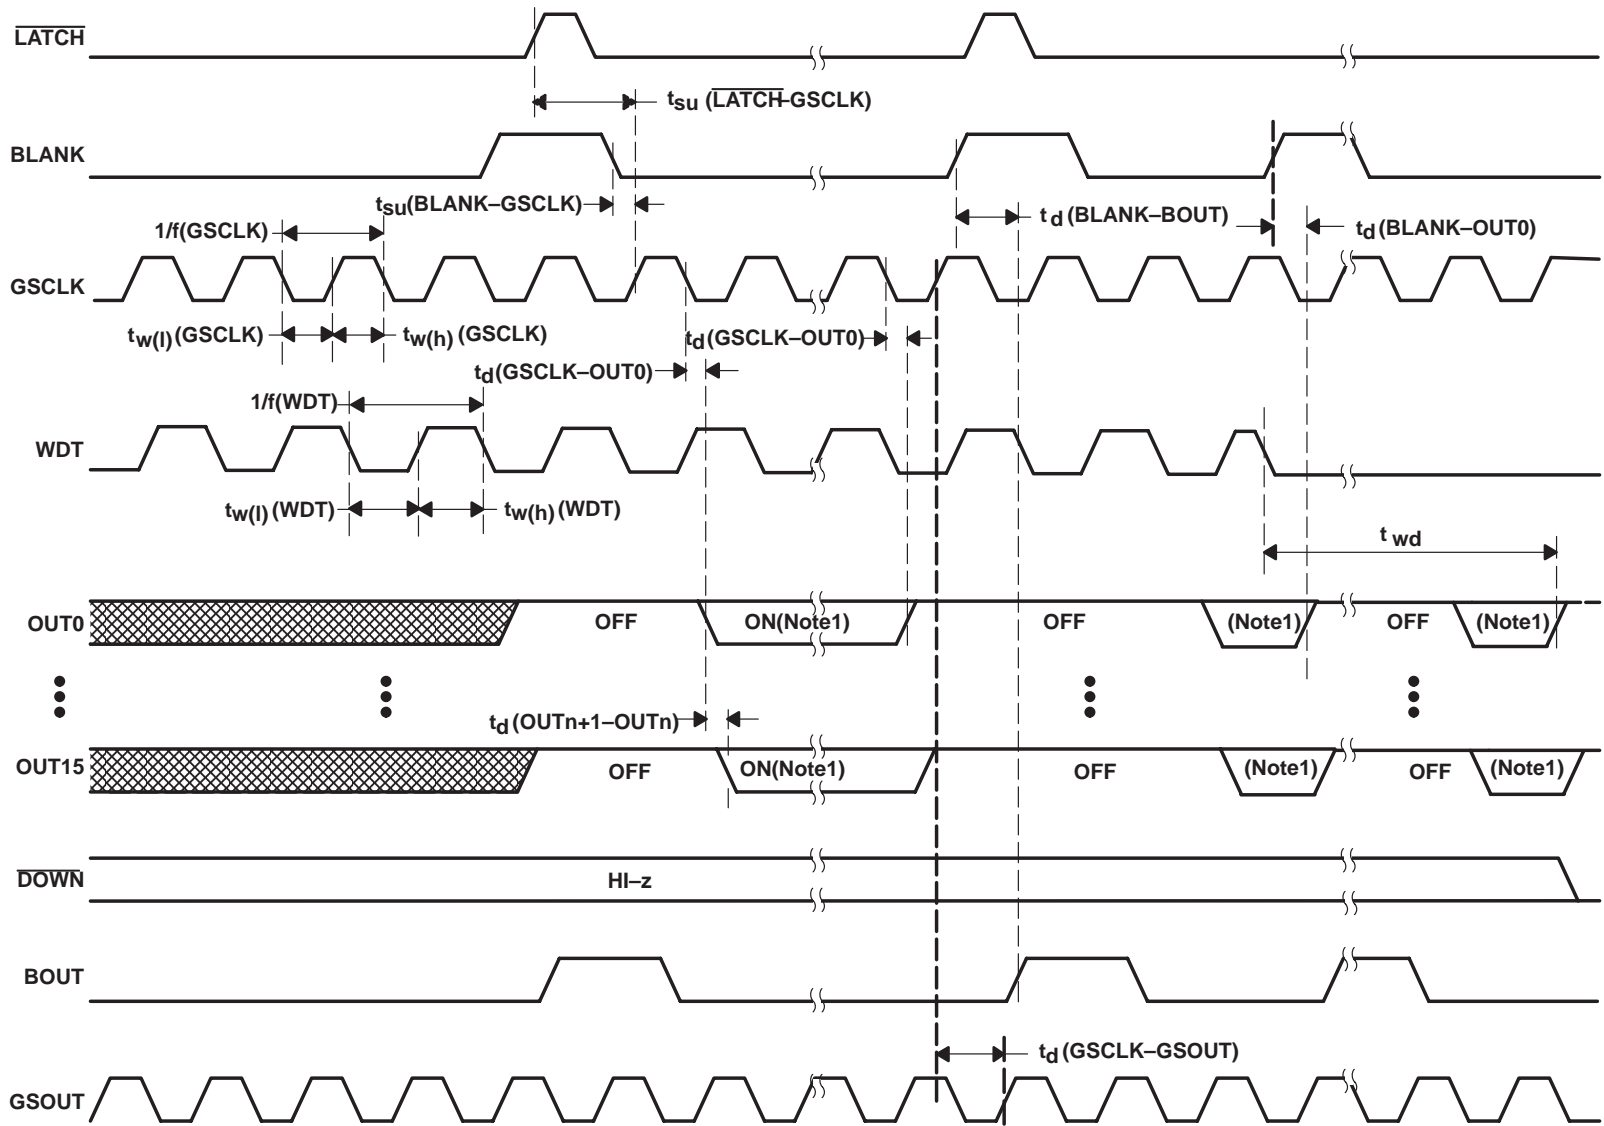 LATCH
tsu (LATCH–GSCLK)
BLANK
tsu(BLANK–GSCLK)
td (BLANK–BOUT)
td(BLANK–OUT0)
1/f(GSCLK)
GSCLK
tw(l)(GSCLK)
tw(h) (GSCLK)
td(GSCLK–OUT0)
td(GSCLK–OUT0)
1/f(WDT)
WDT
tw(l)(WDT)
tw(h)(WDT)
t wd
OUT0
OFF
ON(Note1)
OFF
(Note1)
OFF
(Note1)
td(OUTn+1–OUTn)
OUT15
OFF
ON(Note1)
OFF
(Note1)
OFF
(Note1)
DOWN
HI–z
BOUT
td(GSCLK–GSOUT)
GSOUT